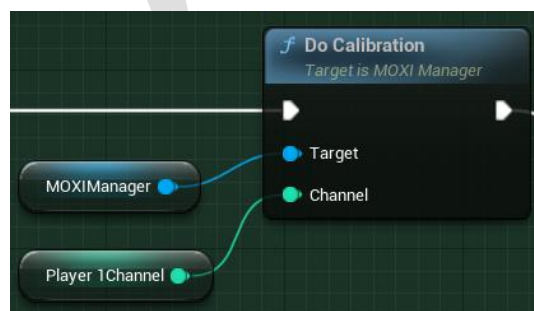 f Do Calibration
Target is MOXI Manager
Target
MOXIManager
Channel
Player 1Channel